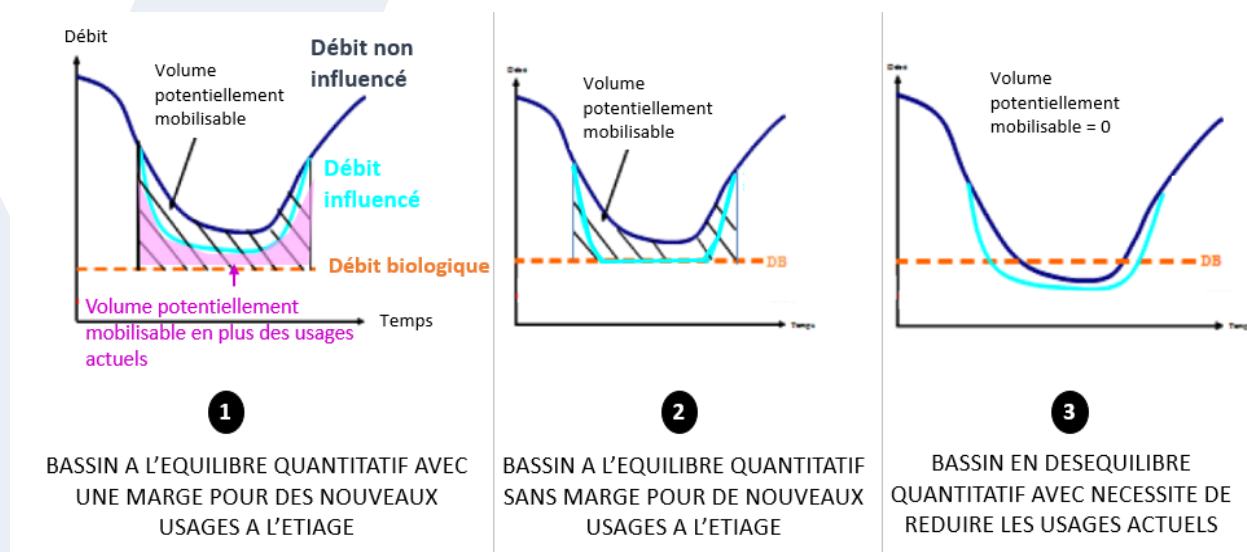 Débit
Volume
potentiellement
mobilisable
Débit non
influencé
Débit
influencé
Débit biologique
Volume potentiellement
mobilisable en plus des usages
actuels
Temps
1
BASSIN A L'EQUILIBRE QUANTITATIF AVEC
UNE MARGE POUR DES NOUVEAUX
USAGES A L'ETIAGE
Volume
potentiellement
mobilisable
DB
Temps
2
BASSIN A L'EQUILIBRE QUANTITATIF
SANS MARGE POUR DE NOUVEAUX
USAGES A L'ETIAGE
Volume
potentiellement
mobilisable = 0
DB
3
BASSIN EN DESEQUILIBRE
QUANTITATIF AVEC NECESSITE DE
REDUIRE LES USAGES ACTUELS